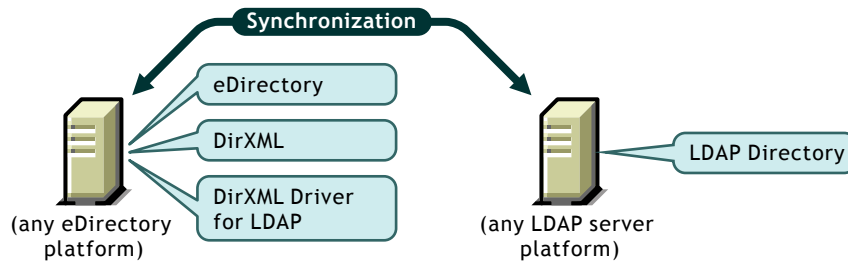 Synchronization
eDirectory
DirXML
DirXML Driver
for LDAP
(any eDirectory
platform)
LDAP Directory
(any LDAP server
platform)